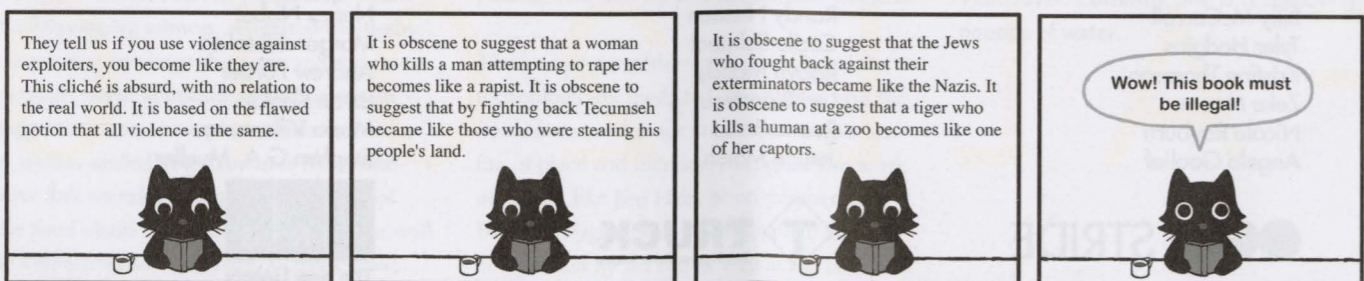 They tell us if you use violence against
exploiters, you become like they are.
This cliché is absurd, with no relation to
the real world. It is based on the flawed
notion that all violence is the same.
It is obscene to suggest that a woman
who kills a man attempting to rape her
becomes like a rapist. It is obscene to
suggest that by fighting back Tecumseh
became like those who were stealing his
people's land.
It is obscene to suggest that the Jews
who fought back against their
exterminators became like the Nazis. It
is obscene to suggest that a tiger who
kills a human at a zoo becomes like one
of her captors.
Wow! This book must
be illegal!